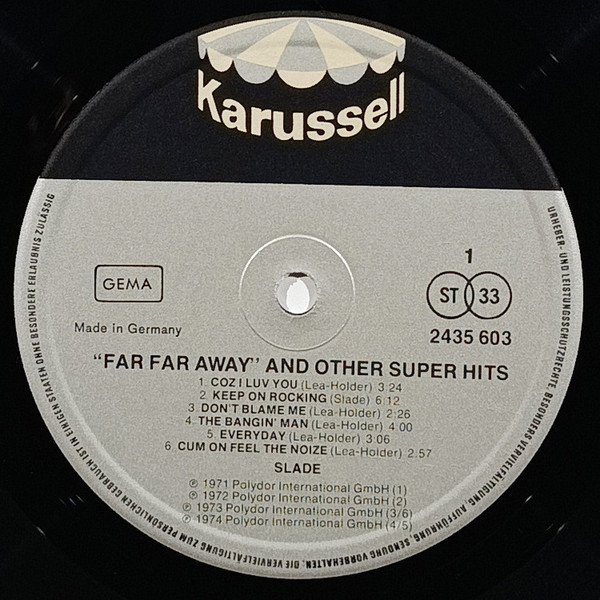 Karussell
GEMA
1
ST 33
Made in Germany
2435 603
"FAR FAR AWAY" AND OTHER SUPER HITS
1. COZ I LUV YOU (Lea-Holder) 3:24
2. KEEP ON ROCKING (Slade) 6:12
3. DON'T BLAME ME (Lea-Holder) 2:26
4. THE BANGIN' MAN (Lea-Holder) 4:00
5. EVERYDAY (Lea-Holder) 3:06
6. CUM ON FEEL THE NOIZE (Lea-Holder) 2:57
SLADE
℗ 1971 Polydor International GmbH (1)
℗ 1972 Polydor International GmbH (2)
℗ 1973 Polydor International GmbH (3/6)
℗ 1974 Polydor International GmbH (4/5)
URHEBER- UND LEISTUNGSSCHUTZRECHTE, BESONDERS VERVIELFÄLTIGUNG, AUFFÜHRUNG, SENDUNG VORBEHALTEN. DIE VERVIELFÄLTIGUNG ZUM PERSÖNLICHEN GEBRAUCH IST IN EINIGEN STAATEN OHNE BESONDERE ERLAUBNIS ZULÄSSIG